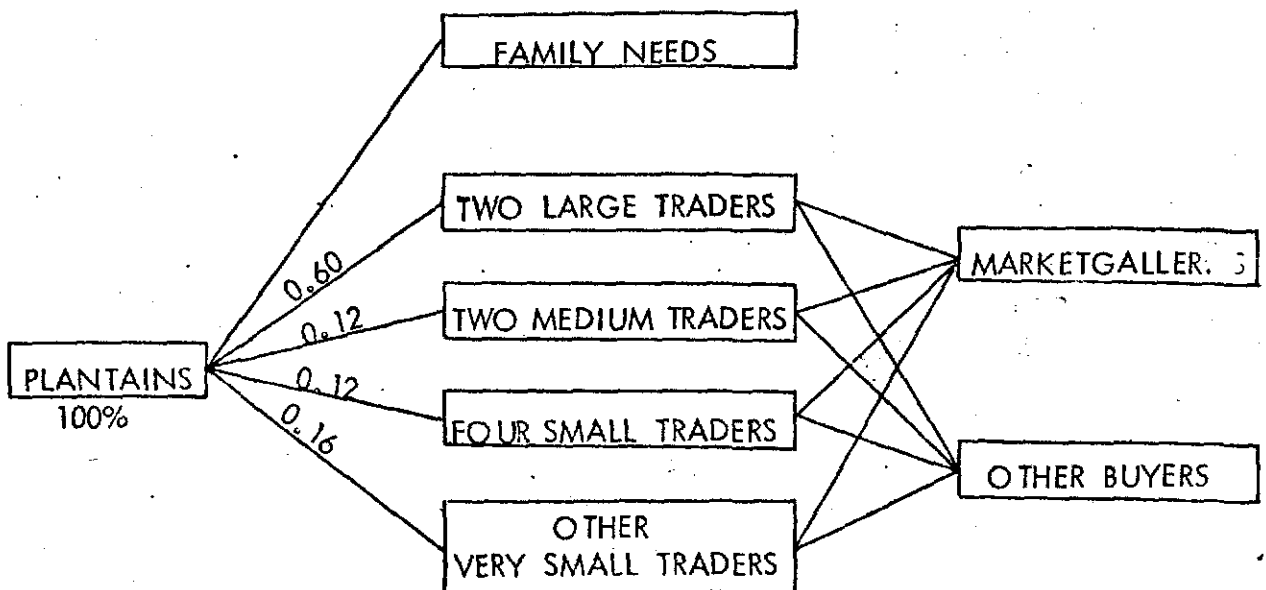 FAMILY NEEDS
TWO LARGE TRADERS
0.60
TWO MEDIUM TRADERS
0.12
PLANTAINS
100%
0.12
FOUR SMALL TRADERS
0.16
OTHER
VERY SMALL TRADERS
OTHER BUYERS